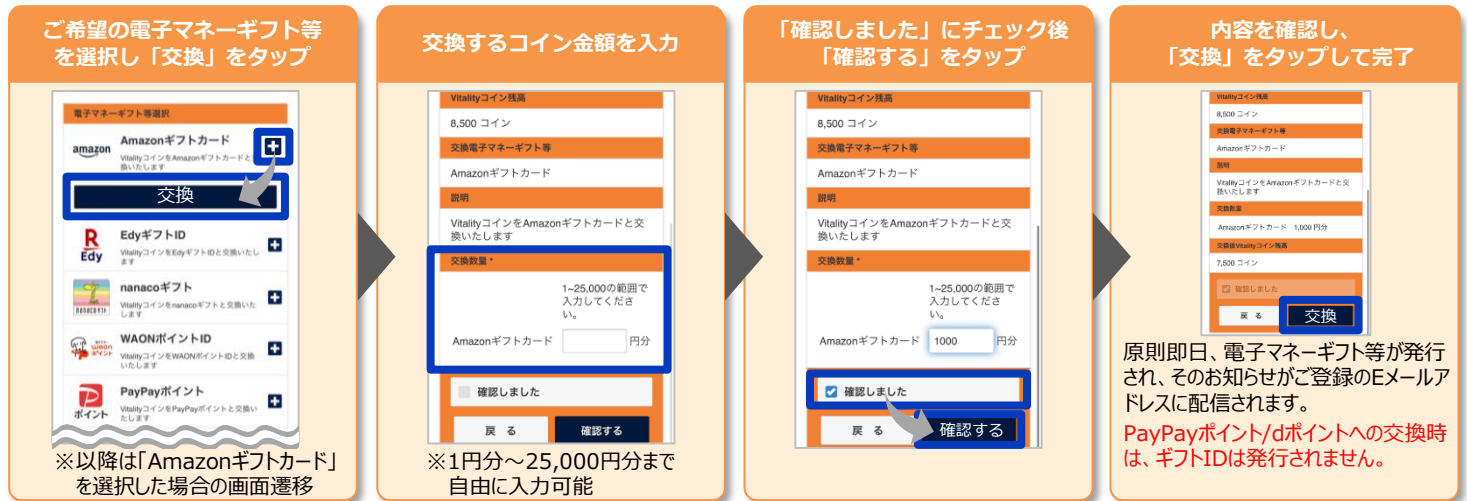 ご希望の電子マネーギフト等
を選択し「交換」をタップ
電子マネーギフト等選択
amazon
Amazonギフトカード
VitalityコインをAmazonギフトカードと
換いたします
交換
R
Edy
EdyギフトID
VitalityコインをEdyギフトIDと交換いたし
ます
nanacoギフト
nanacoギフト
Vitalityコインをnanacoギフトと交換いた
します
WAON
ポイント
WAONポイントID
VitalityコインをWAONポイントIDと交換
いたします
ポイント
PayPayポイント
VitalityコインをPayPayポイントと交換い
たします
※以降は「Amazonギフトカード」
を選択した場合の画面遷移
交換するコイン金額を入力
Vitalityコイン残高
8,500 コイン
交換電子マネーギフト等
Amazonギフトカード
説明
VitalityコインをAmazonギフトカードと交
換いたします
交換数量 *
1~25,000の範囲で
入力してくださ
い。
Amazonギフトカード 円分
確認しました
戻 る 確認する
※1円分～25,000円分まで
自由に入力可能
「確認しました」にチェック後
「確認する」をタップ
Vitalityコイン残高
8,500 コイン
交換電子マネーギフト等
Amazonギフトカード
説明
VitalityコインをAmazonギフトカードと交
換いたします
交換数量 *
1~25,000の範囲で
入力してくださ
い。
Amazonギフトカード 1000 円分
確認しました
戻 る 確認する
内容を確認し、
「交換」をタップして完了
Vitalityコイン残高
8,500 コイン
交換電子マネーギフト等
Amazonギフトカード
説明
VitalityコインをAmazonギフトカードと交
換いたします
交換数量
Amazonギフトカード 1,000 円分
交換後Vitalityコイン残高
7,500 コイン
確認しました
戻 る 交換
原則即日、電子マネーギフト等が発行
され、そのお知らせがご登録のEメールア
ドレスに配信されます。
PayPayポイント/dポイントへの交換時
は、ギフトIDは発行されません。